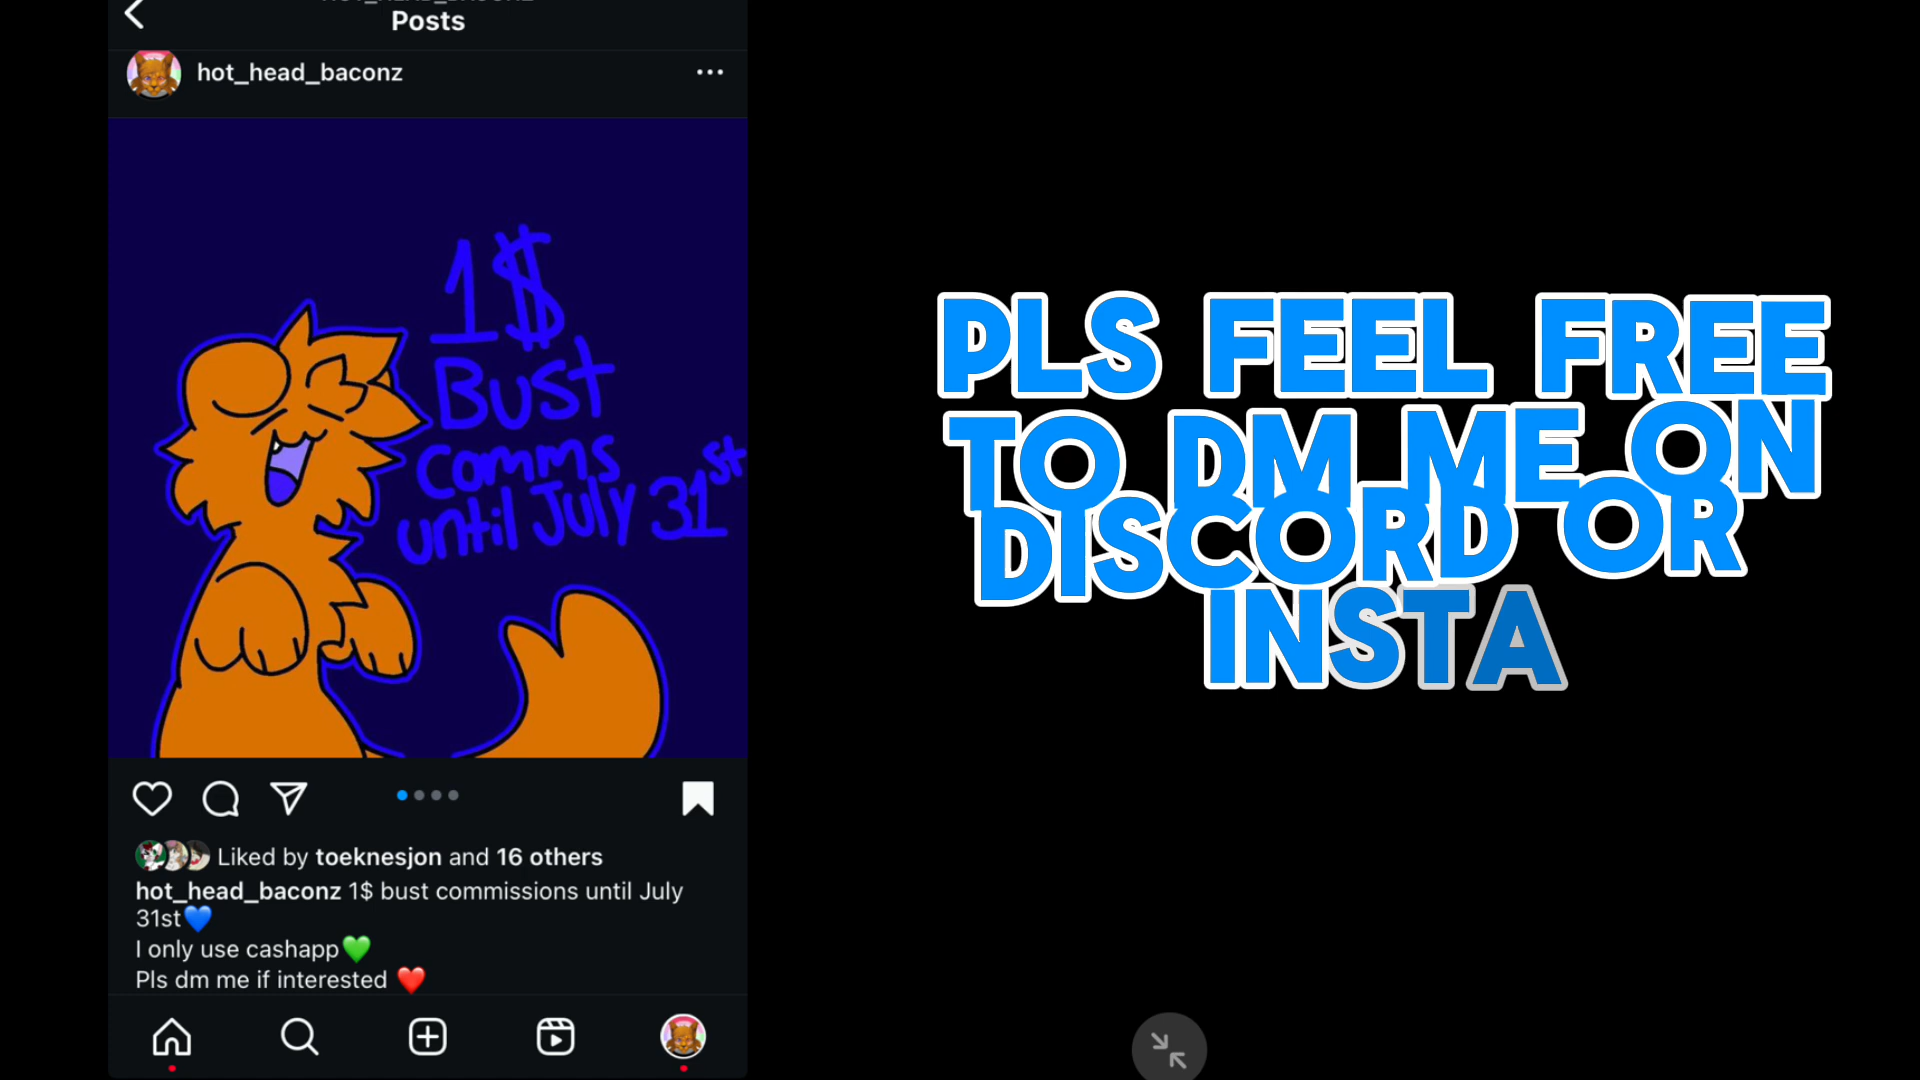 Posts
hot_head_baconz
1$
Bust
Comms
until July 31st
Liked by toeknesjon and 16 others
hot_head_baconz 1$ bust commissions until July
31st💙
I only use cashapp💚
Pls dm me if interested ❤️
PLS FEEL FREE
TO DM ME ON
DISCORD OR
INSTA